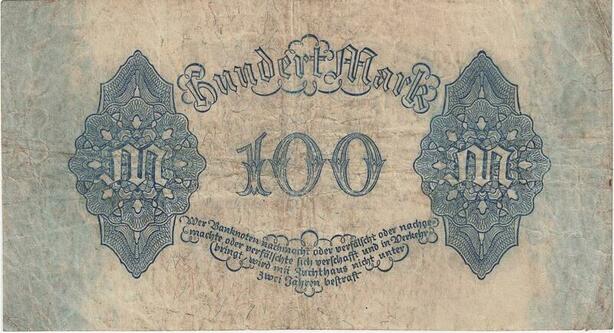 Hundert Mark
M 100 M
Wer Banknoten nachmacht oder verfälscht oder nachge-
machte oder verfälschte sich verschafft und in Verkehr
bringt, wird mit Zuchthaus nicht unter
zwei Jahren bestraft